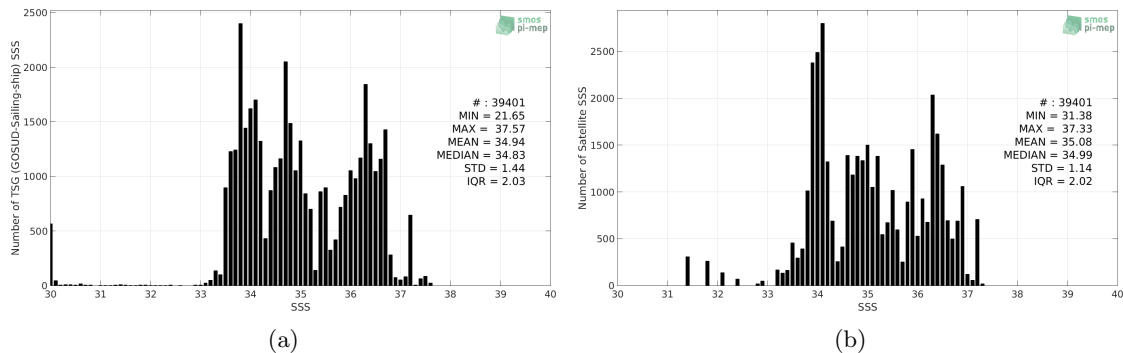 2500
2000
1500
1000
500
0
Number of TSG (GOSUD-Sailing-ship) SSS
smos
pi-mep
# : 39401
MIN = 21.65
MAX = 37.57
MEAN = 34.94
MEDIAN = 34.83
STD = 1.44
IQR = 2.03
30 31 32 33 34 35 36 37 38 39 40
SSS
(a)
2500
2000
1500
1000
500
0
Number of Satellite SSS
smos
pi-mep
# : 39401
MIN = 31.38
MAX = 37.33
MEAN = 35.08
MEDIAN = 34.99
STD = 1.14
IQR = 2.02
30 31 32 33 34 35 36 37 38 39 40
SSS
(b)